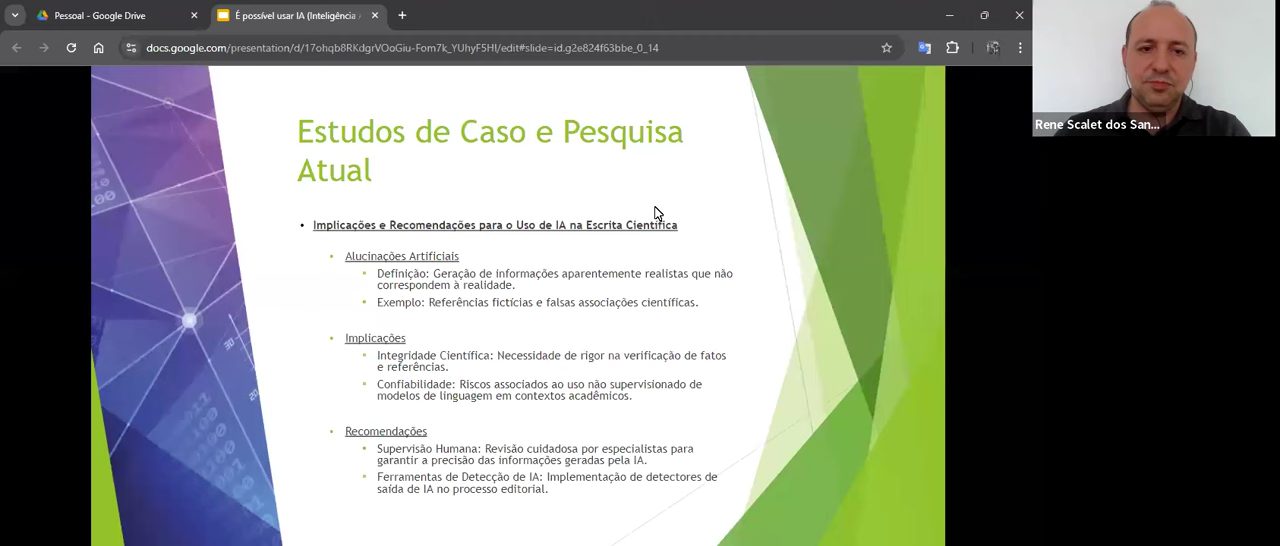 Pessoal - Google Drive
É possível usar IA (Inteligência
docs.google.com/presentation/d/17ohqb8RKdgrVOoGiu-Fom7k_YUhyF5HI/edit#slide=id.g2e824f63bbe_0_14
Rene Scalet dos San...
Estudos de Caso e Pesquisa
Atual
• Implicações e Recomendações para o Uso de IA na Escrita Científica
• Alucinações Artificiais
• Definição: Geração de informações aparentemente realistas que não
correspondem à realidade.
• Exemplo: Referências fictícias e falsas associações científicas.
• Implicações
• Integridade Científica: Necessidade de rigor na verificação de fatos
e referências.
• Confiabilidade: Riscos associados ao uso não supervisionado de
modelos de linguagem em contextos acadêmicos.
• Recomendações
• Supervisão Humana: Revisão cuidadosa por especialistas para
garantir a precisão das informações geradas pela IA.
• Ferramentas de Detecção de IA: Implementação de detectores de
saída de IA no processo editorial.